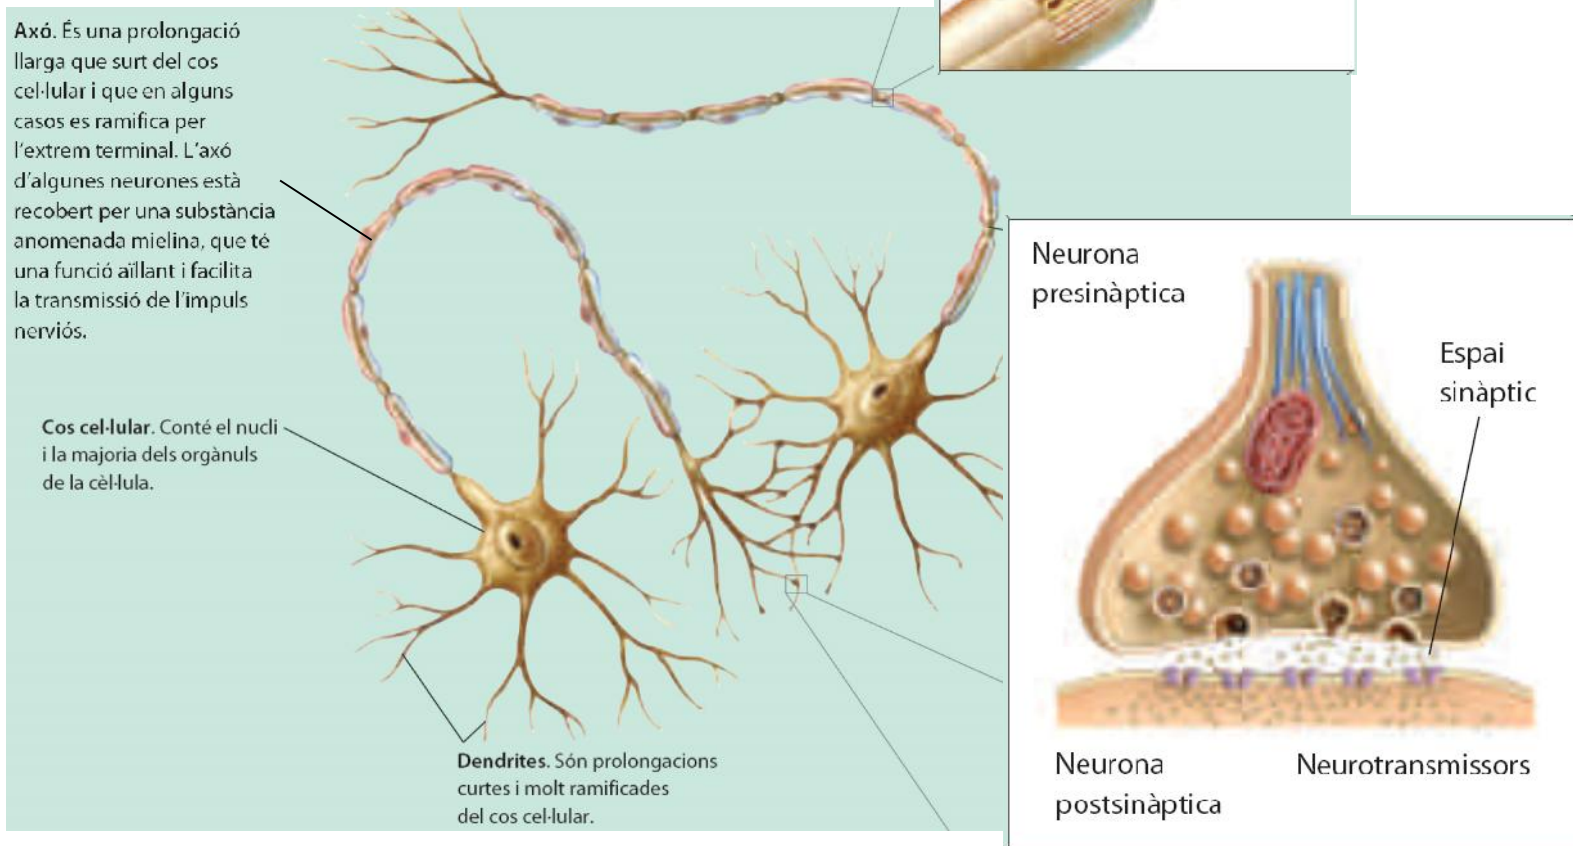 Axó. És una prolongació
llarga que surt del cos
cel·lular i que en alguns
casos es ramifica per
l'extrem terminal. L'axó
d'algunes neurones està
recobert per una substància
anomenada mielina, que té
una funció aïllant i facilita
la transmissió de l'impuls
nerviós.
Cos cel·lular. Conté el nucli
i la majoria dels orgànuls
de la cèl·lula.
Dendrites. Són prolongacions
curtes i molt ramificades
del cos cel·lular.
Neurona
presinàptica
Espai
sinàptic
Neurona
postsinàptica
Neurotransmissors